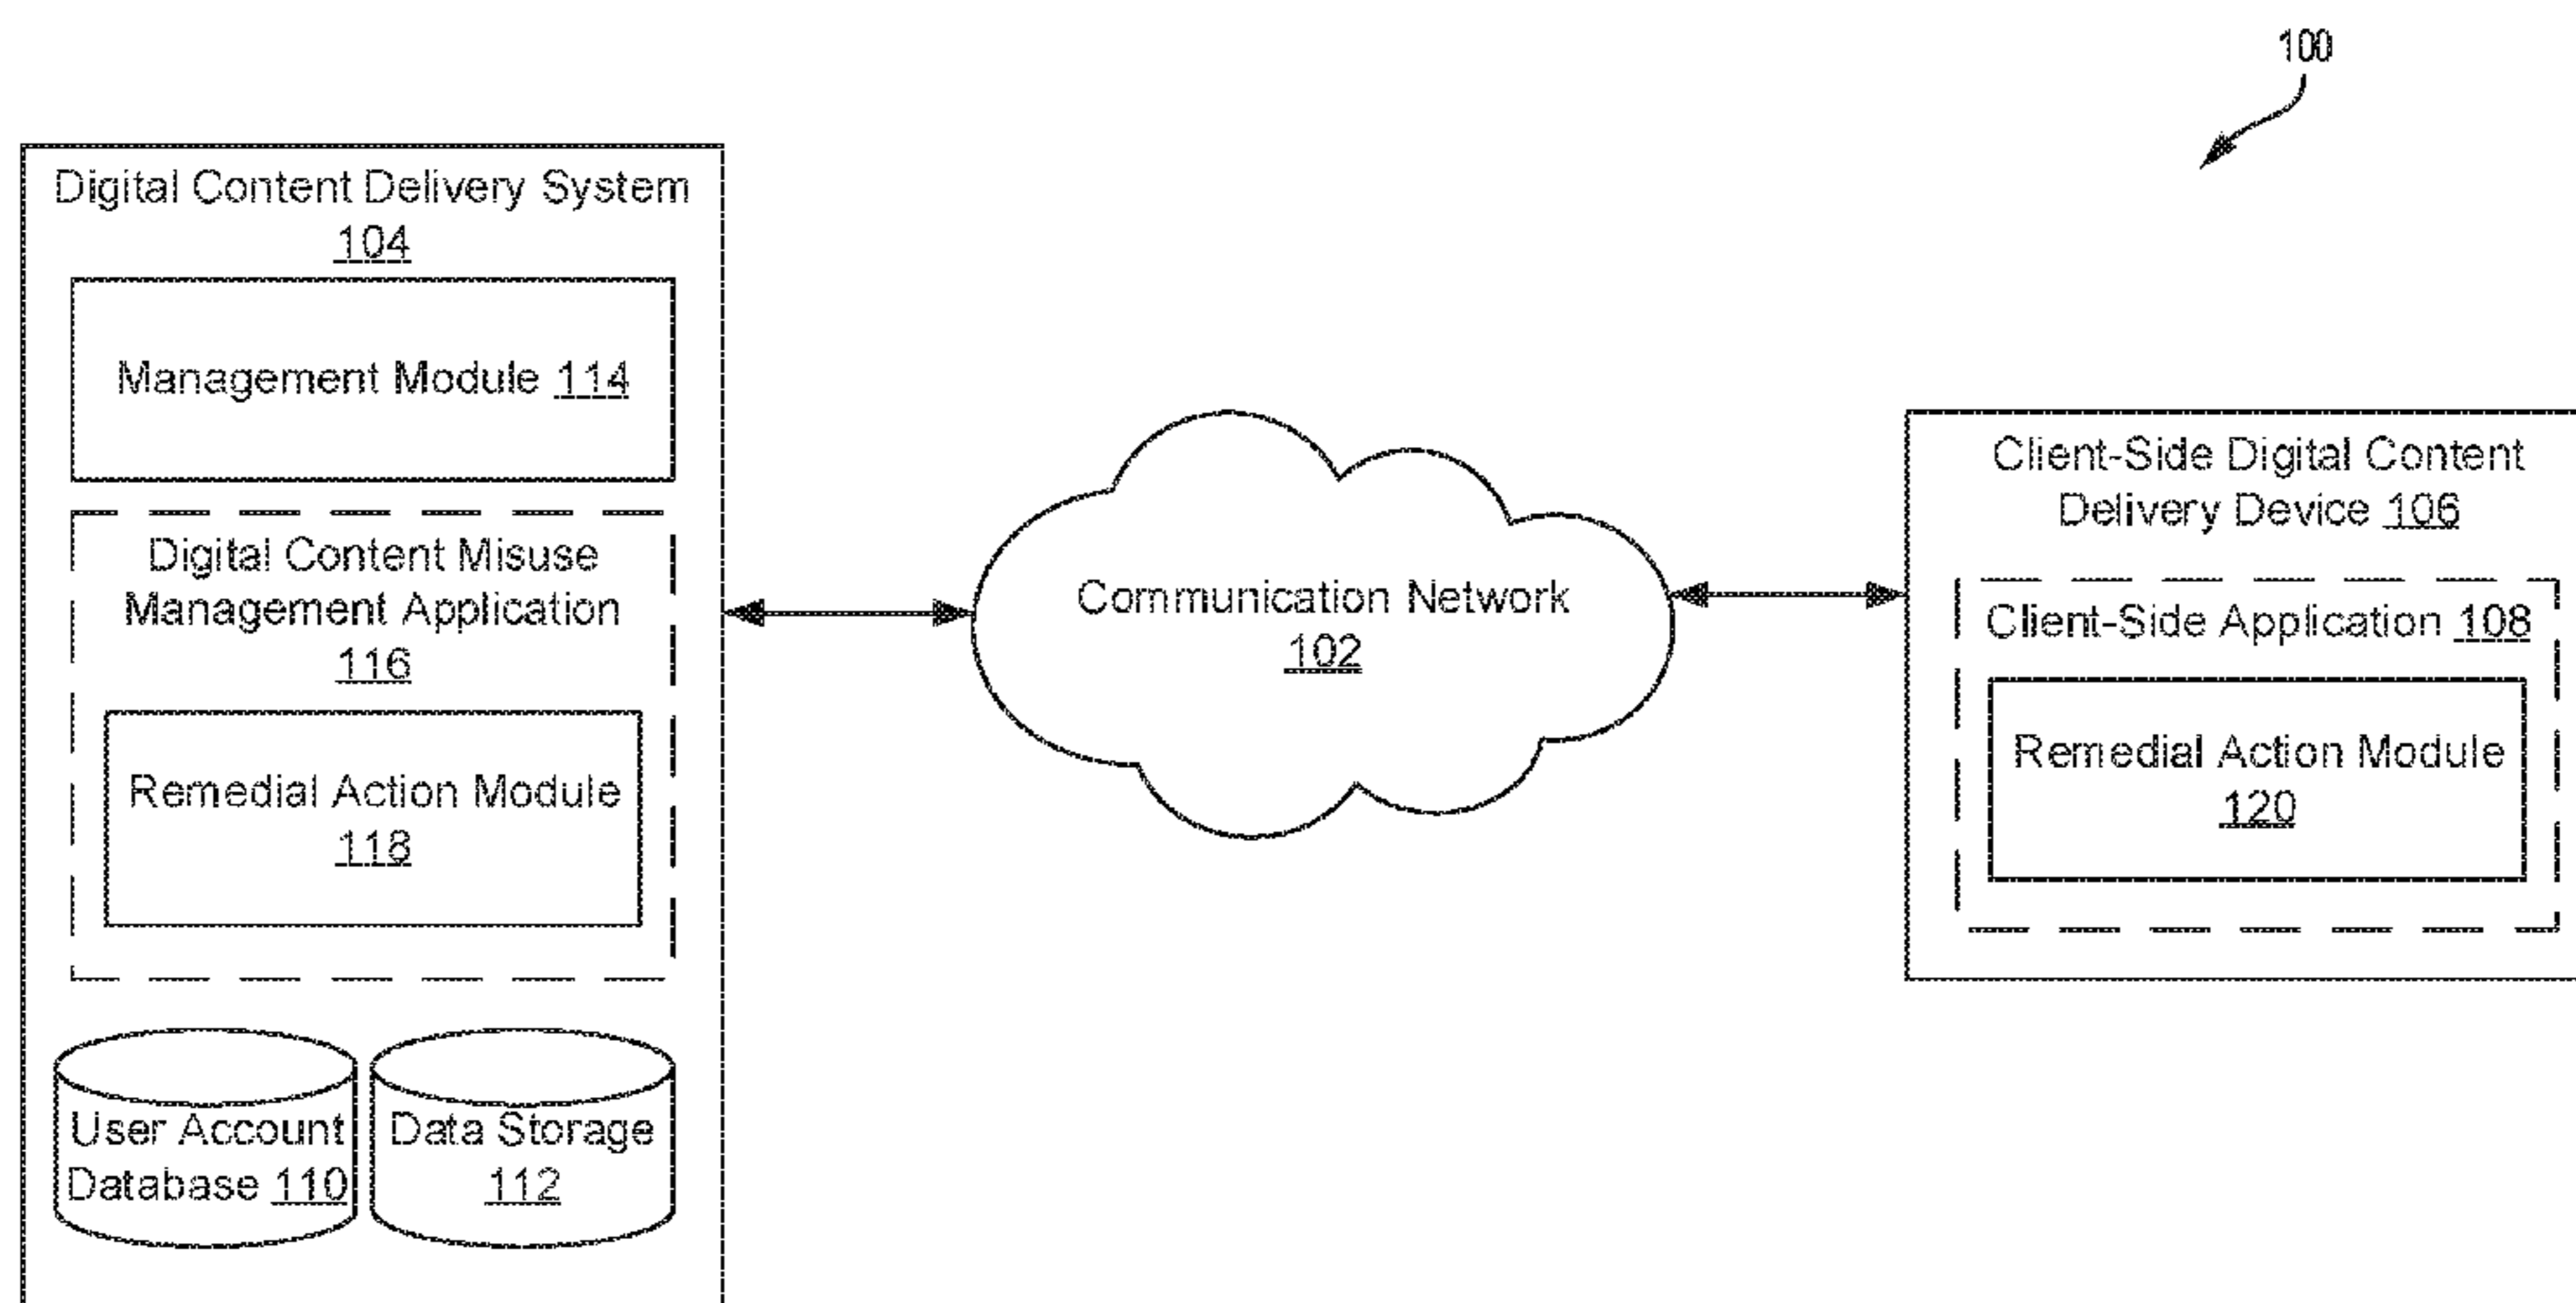 100
Digital Content Delivery System
104
Management Module 114
Digital Content Misuse
Management Application
116
Remedial Action Module
118
User Account
Database 110
Data Storage
112
Communication Network
102
Client-Side Digital Content
Delivery Device 106
Client-Side Application 108
Remedial Action Module
120